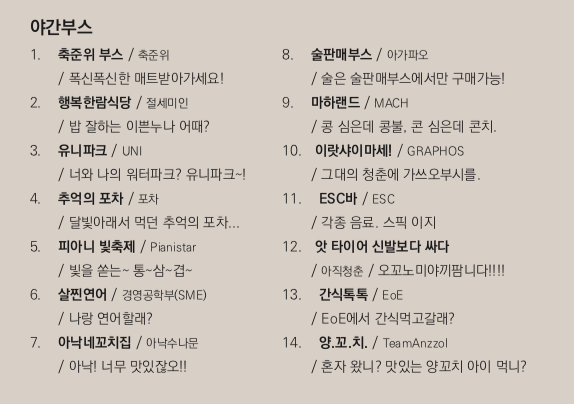 야간부스
1. 축준위 부스 / 축준위
/ 폭신폭신한 매트받아가세요!
2. 행복한람식당 / 절세미인
/ 밥 잘하는 이쁜누나 어때?
3. 유니파크 / UNI
/ 너와 나의 워터파크? 유니파크~!
4. 추억의 포차 / 포차
/ 달빛아래서 먹던 추억의 포차...
5. 피아니 빛축제 / Pianistar
/ 빛을 쏟는~ 통~삼~겹~
6. 살찐연어 / 경영공학부(SME)
/ 나랑 연어할래?
7. 아낙네꼬치집 / 아낙수나문
/ 아낙! 너무 맛있잖오!!
8. 술판매부스 / 아가파오
/ 술은 술판매부스에서만 구매가능!
9. 마하랜드 / MACH
/ 콩 심은데 콩불, 콘 심은데 콘치.
10. 이랏샤이마세! / GRAPHOS
/ 그대의 청춘에 가쓰오부시를.
11. ESC바 / ESC
/ 각종 음료. 스픽 이지
12. 앗 타이어 신발보다 싸다
/ 아직청춘 / 오꼬노미야끼팜니다!!!!
13. 간식톡톡 / EoE
/ EoE에서 간식먹고갈래?
14. 양.꼬.치. / TeamAnzzol
/ 혼자 왔니? 맛있는 양꼬치 아이 먹니?